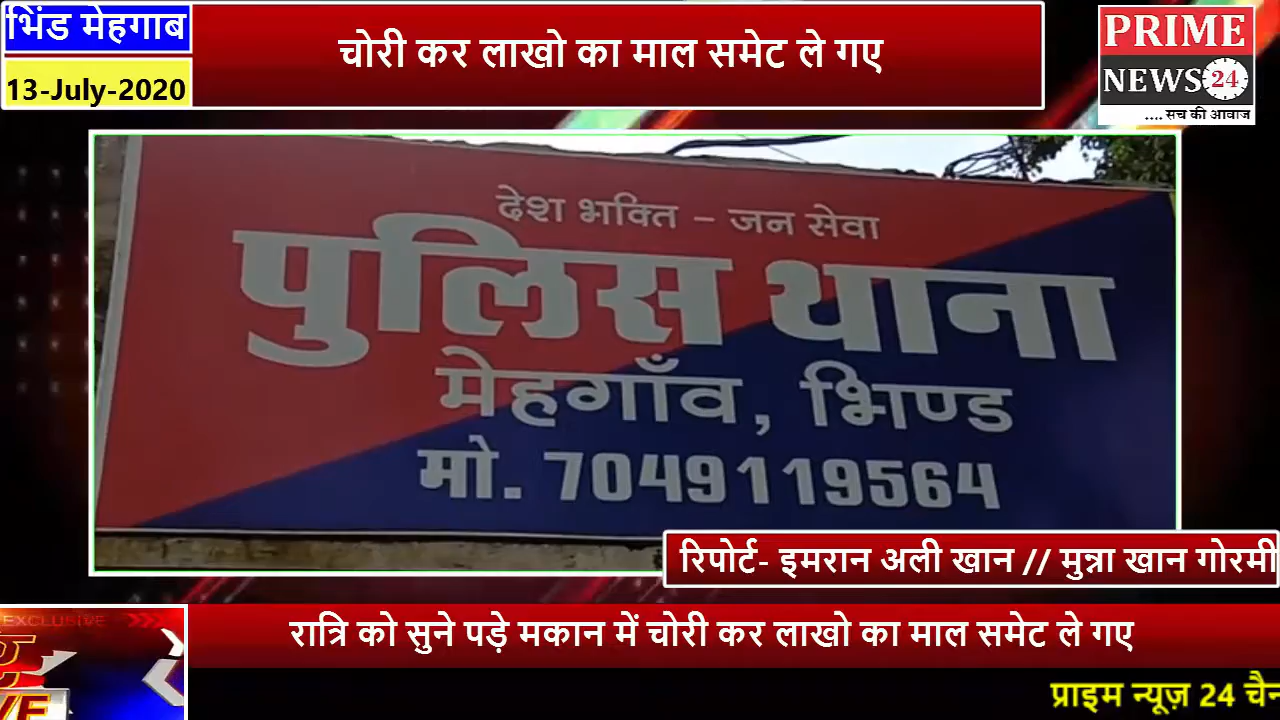 भिंड मेहगाब
13-July-2020
चोरी कर लाखो का माल समेट ले गए
PRIME
NEWS 24
....सच की आवाज
देश भक्ति - जन सेवा
पुलिस थाना
मेहगाँव, भिण्ड
मो. 7049119564
रिपोर्ट- इमरान अली खान // मुन्ना खान गोरमी
EXCLUSIVE
रात्रि को सुने पड़े मकान में चोरी कर लाखो का माल समेट ले गए
प्राइम न्यूज़ 24